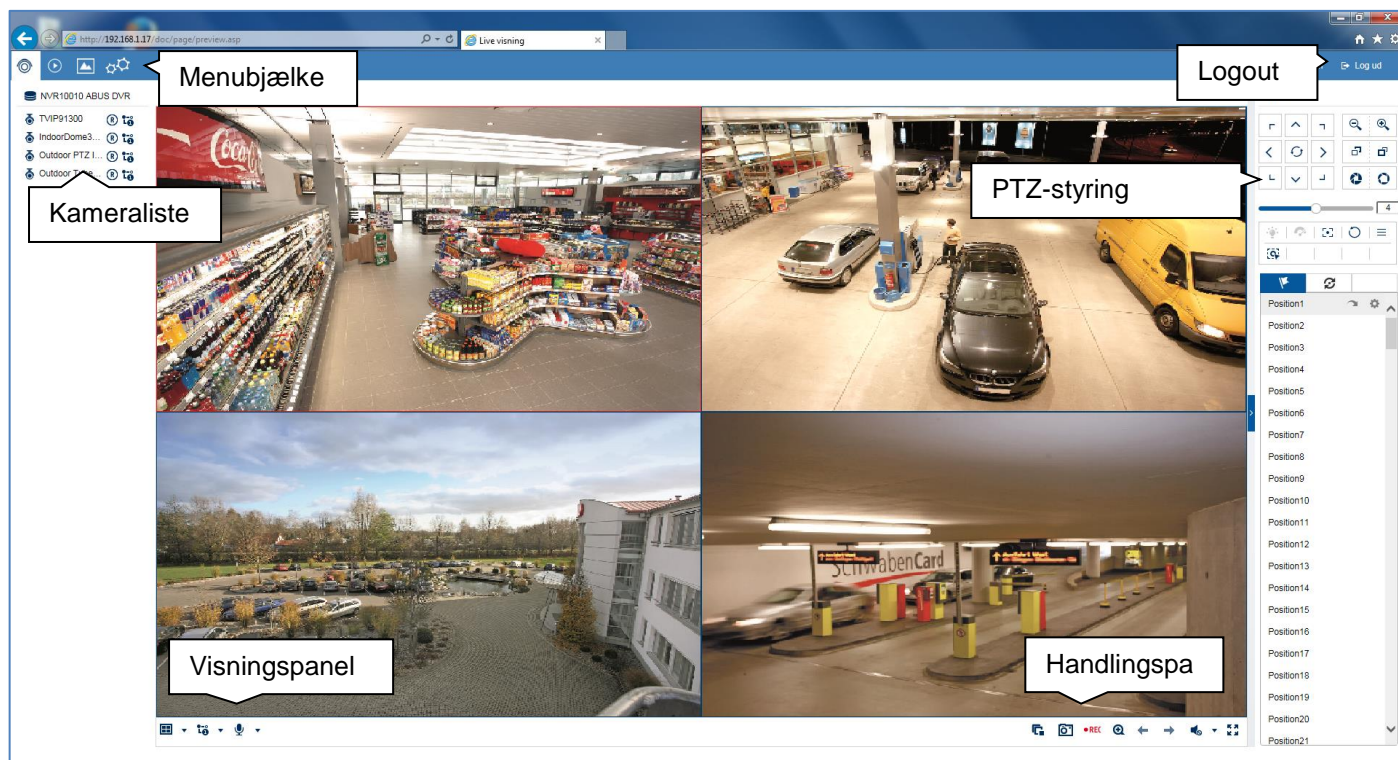 http://192.168.1.17/doc/page/preview.asp
Live visning
Menubjælke
Logout
Log ud
NVR10010 ABUS DVR
TVIP91300
IndoorDome3...
Outdoor PTZ I...
Kameraliste
Coca-Cola
PTZ-styring
4
Position1
Position2
Position3
Position4
Position5
Position6
Position7
Position8
Position9
Position10
Position11
Position12
Position13
Position14
Position15
Position16
Position17
Position18
Position19
Position20
Position21
SchwabenCard
Visningspanel
Handlingspa
REC